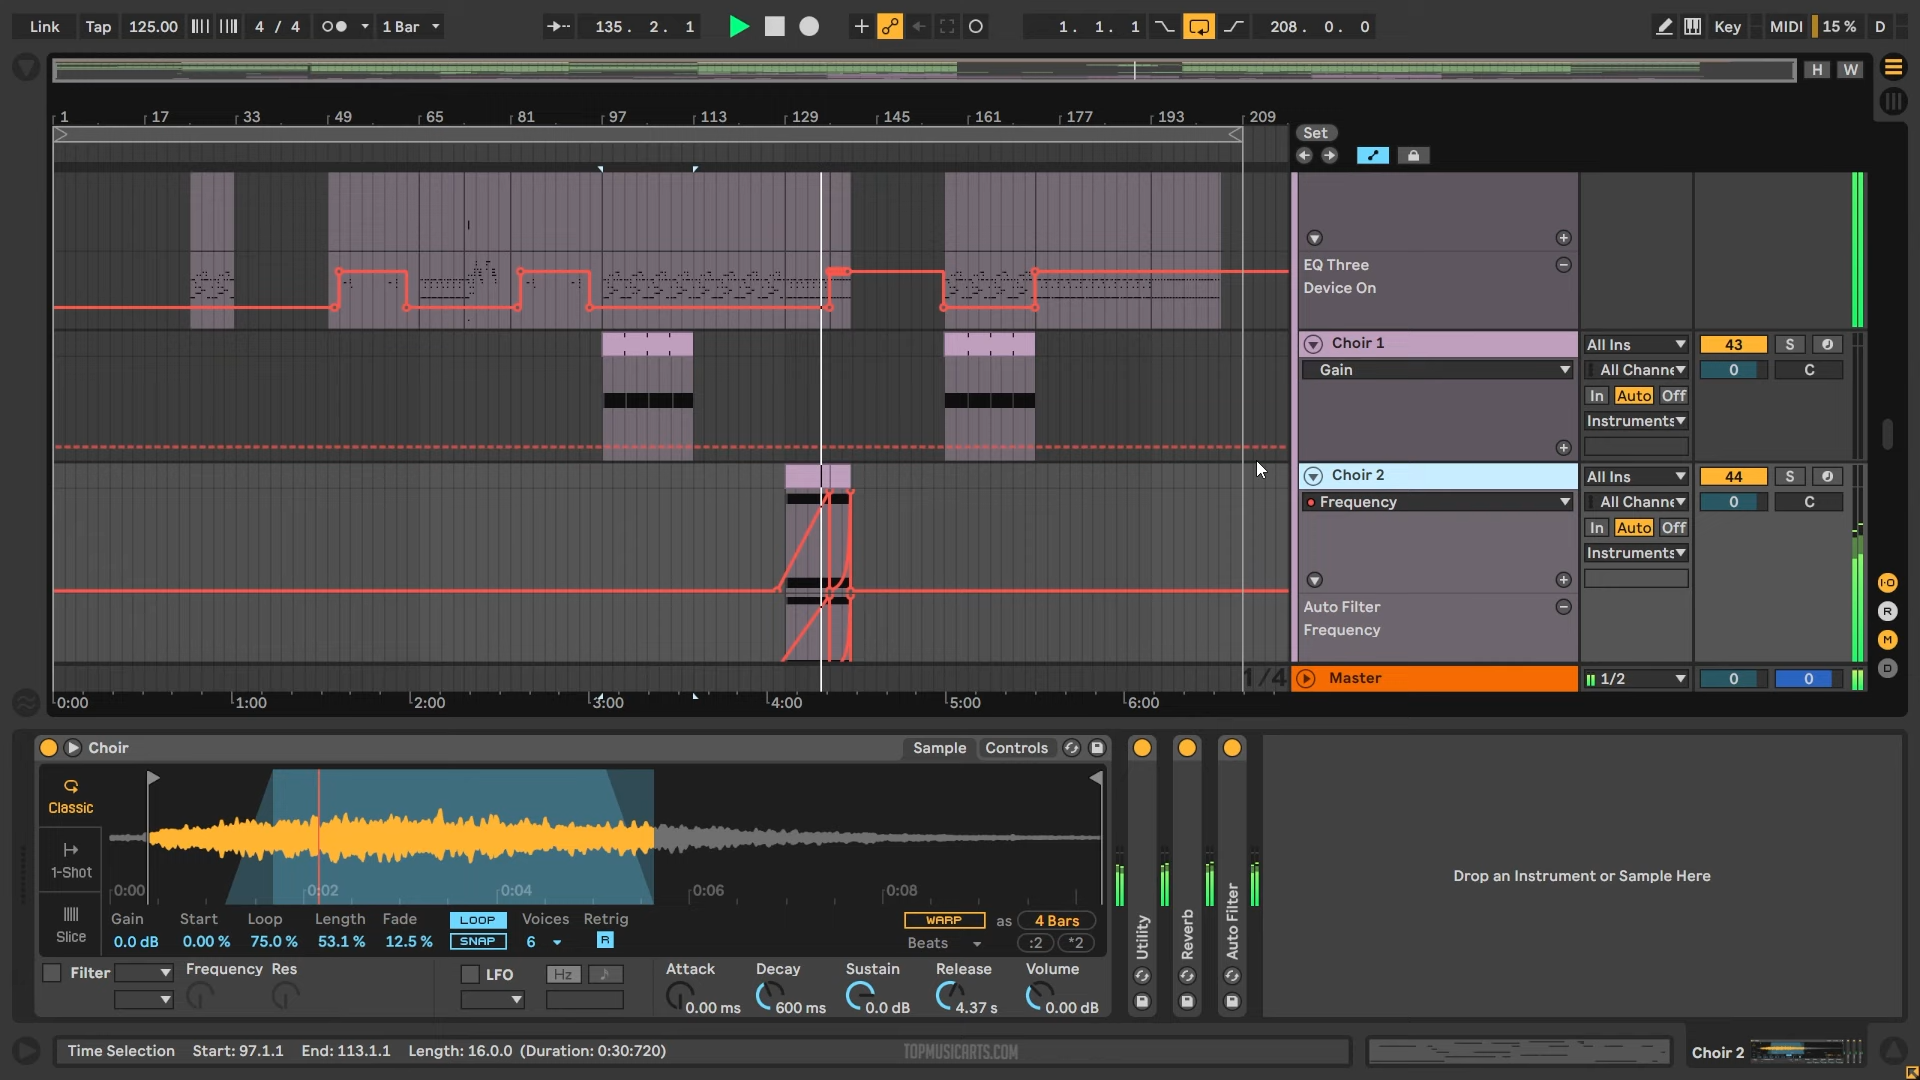 Link Tap 125.00 4 / 4 1 Bar 135. 2. 1 1. 1. 1 208. 0. 0 Key MIDI 15 % D
H W
1 17 33 49 65 81 97 113 129 145 161 177 193 209
Set
EQ Three
Device On
Choir 1 All Ins 43 S
Gain All Channe 0 C
In Auto Off
Instruments
Choir 2 All Ins 44 S
Frequency All Channe 0 C
In Auto Off
Instruments
I·O
Auto Filter R
Frequency M
D
1/4 Master 1/2 0 0
0:00 1:00 2:00 3:00 4:00 5:00 6:00
Choir Sample Controls
Classic
1-Shot
Slice
0:00 0:02 0:04 0:06 0:08
Gain Start Loop Length Fade LOOP Voices Retrig WARP as 4 Bars
0.0 dB 0.00 % 75.0 % 53.1 % 12.5 % SNAP 6 R Beats :2 *2
Filter Frequency Res LFO Hz Attack Decay Sustain Release Volume
0.00 ms 600 ms 0.0 dB 4.37 s 0.00 dB
Utility
Reverb
Auto Filter
Drop an Instrument or Sample Here
Time Selection Start: 97.1.1 End: 113.1.1 Length: 16.0.0 (Duration: 0:30:720) TOPMUSICARTS.COM Choir 2